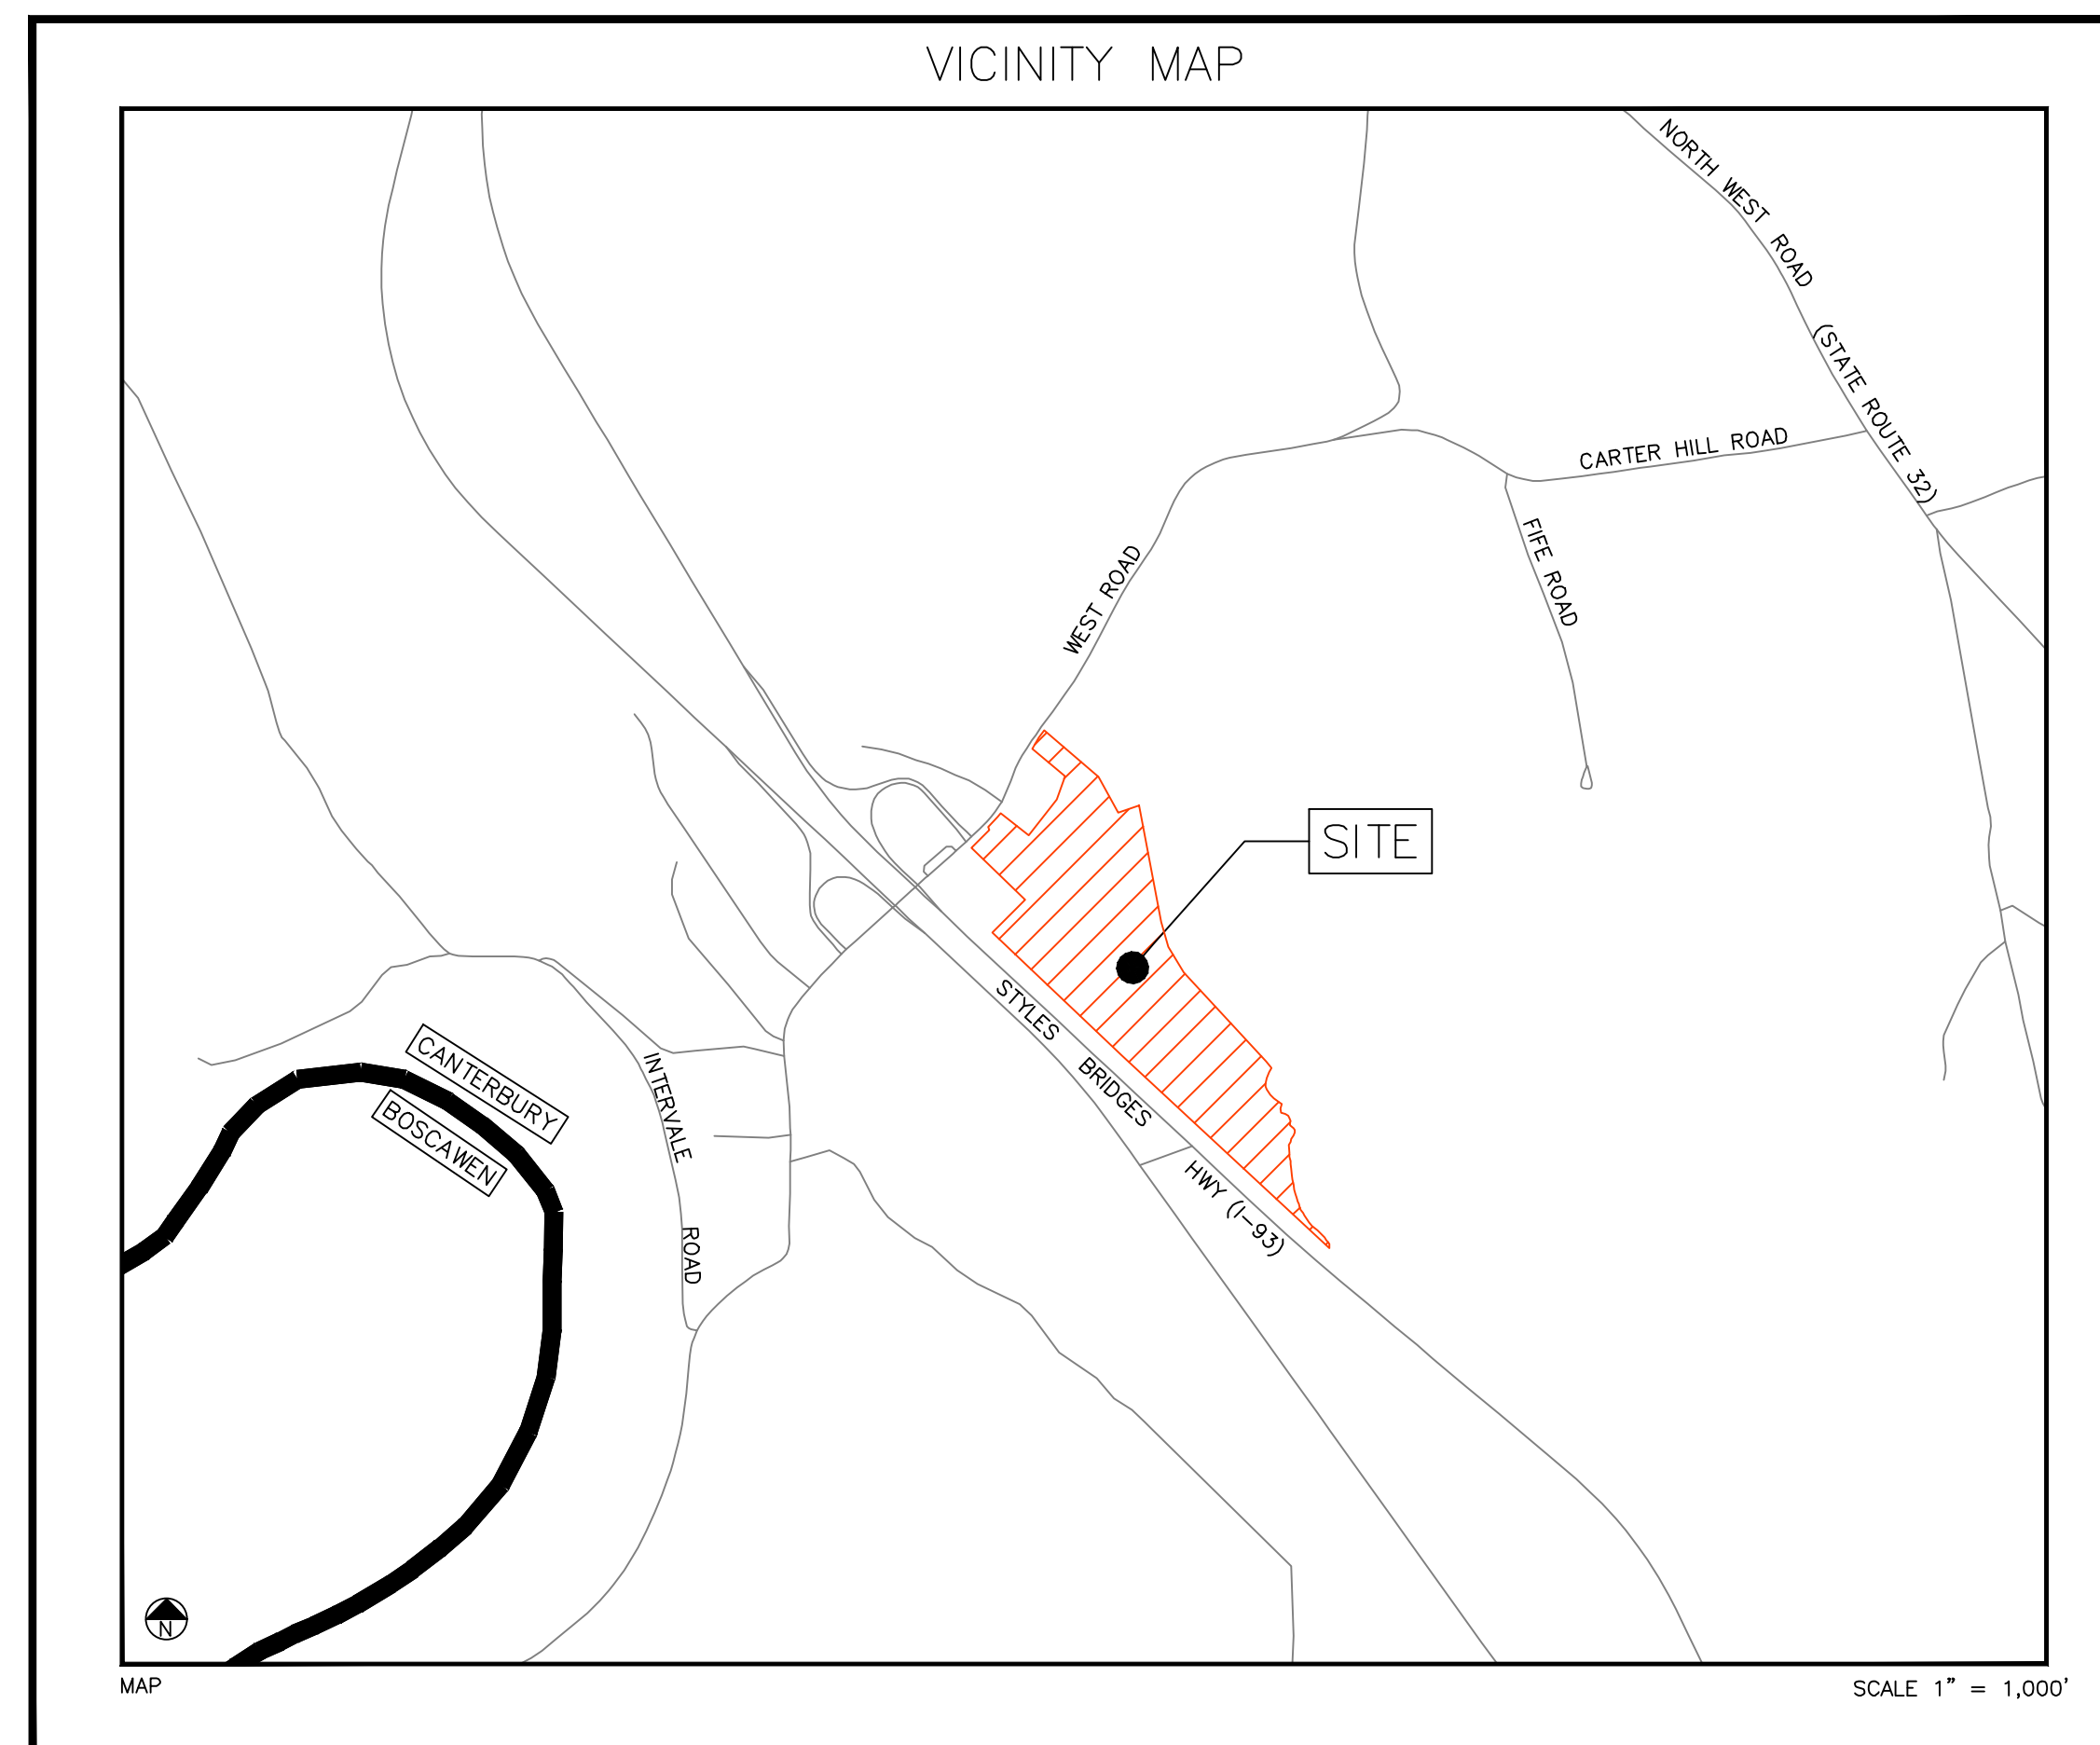 VICINITY MAP
NORTH WEST ROAD (STATE ROUTE 32)
CARTER HILL ROAD
FIFE ROAD
WEST ROAD
SITE
STYLES BRIDGES HWY (I-93)
CANTERBURY
BOSCAWEN
INTERVALE ROAD
N
MAP
SCALE 1" = 1,000'